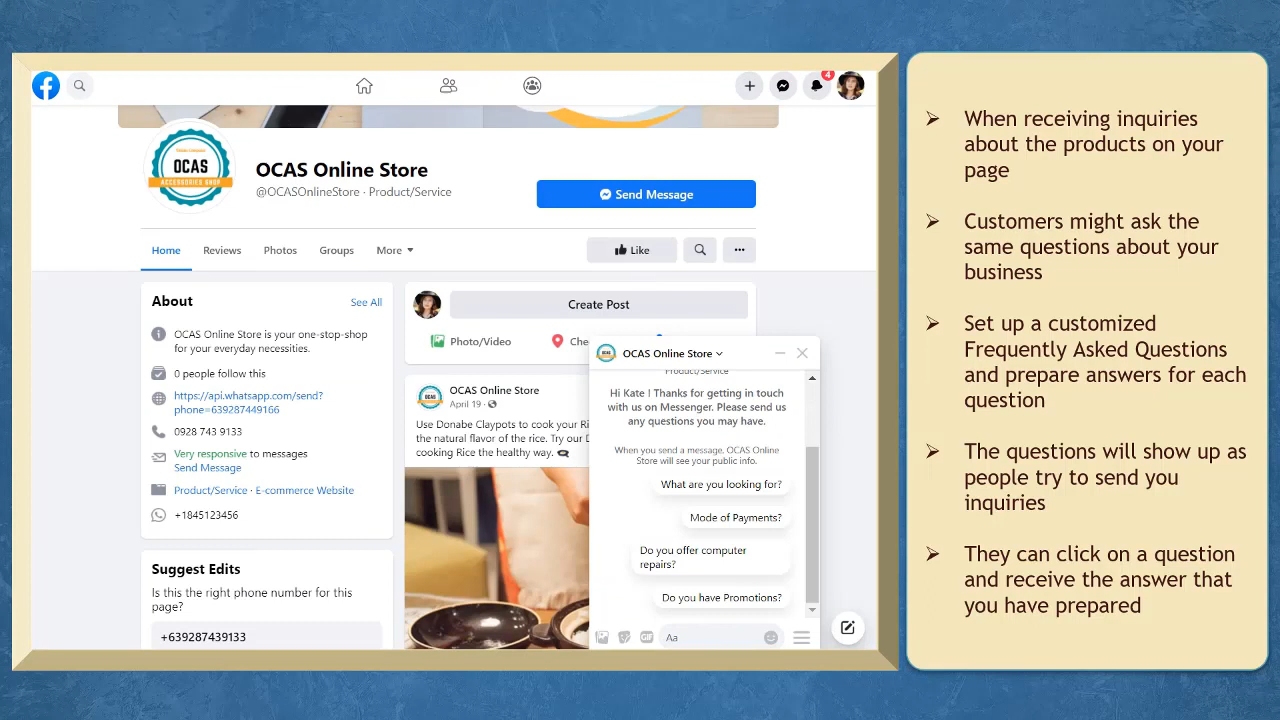 4
OCAS
ACCESSORIES SHOP
OCAS Online Store
@OCASOnlineStore · Product/Service
Send Message
Home
Reviews
Photos
Groups
More
Like
About
See All
OCAS Online Store is your one-stop-shop
for your everyday necessities.
0 people follow this
https://api.whatsapp.com/send?
phone=639287449166
0928 743 9133
Very responsive to messages
Send Message
Product/Service · E-commerce Website
+1845123456
Suggest Edits
Is this the right phone number for this
page?
+639287439133
Create Post
Photo/Video
Che
OCAS Online Store
April 19 ·
Use Donabe Claypots to cook your Ri
the natural flavor of the rice. Try our D
cooking Rice the healthy way.
OCAS Online Store
Product/Service
Hi Kate ! Thanks for getting in touch
with us on Messenger. Please send us
any questions you may have.
When you send a message, OCAS Online
Store will see your public info.
What are you looking for?
Mode of Payments?
Do you offer computer
repairs?
Do you have Promotions?
GIF
Aa
When receiving inquiries
about the products on your
page
Customers might ask the
same questions about your
business
Set up a customized
Frequently Asked Questions
and prepare answers for each
question
The questions will show up as
people try to send you
inquiries
They can click on a question
and receive the answer that
you have prepared